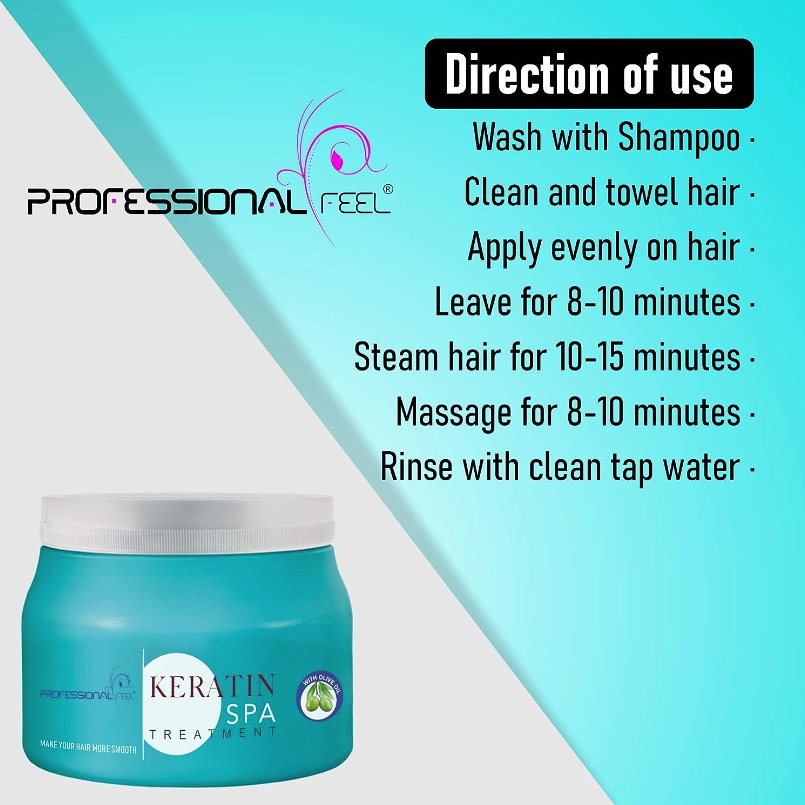 Direction of use
Wash with Shampoo ·
Clean and towel hair ·
Apply evenly on hair ·
Leave for 8-10 minutes ·
Steam hair for 10-15 minutes ·
Massage for 8-10 minutes ·
Rinse with clean tap water ·
PROFESSIONAL FEEL®
PROFESSIONAL FEEL®
KERATIN
SPA
TREATMENT
MAKE YOUR HAIR MORE SMOOTH
WITH OLIVE OIL